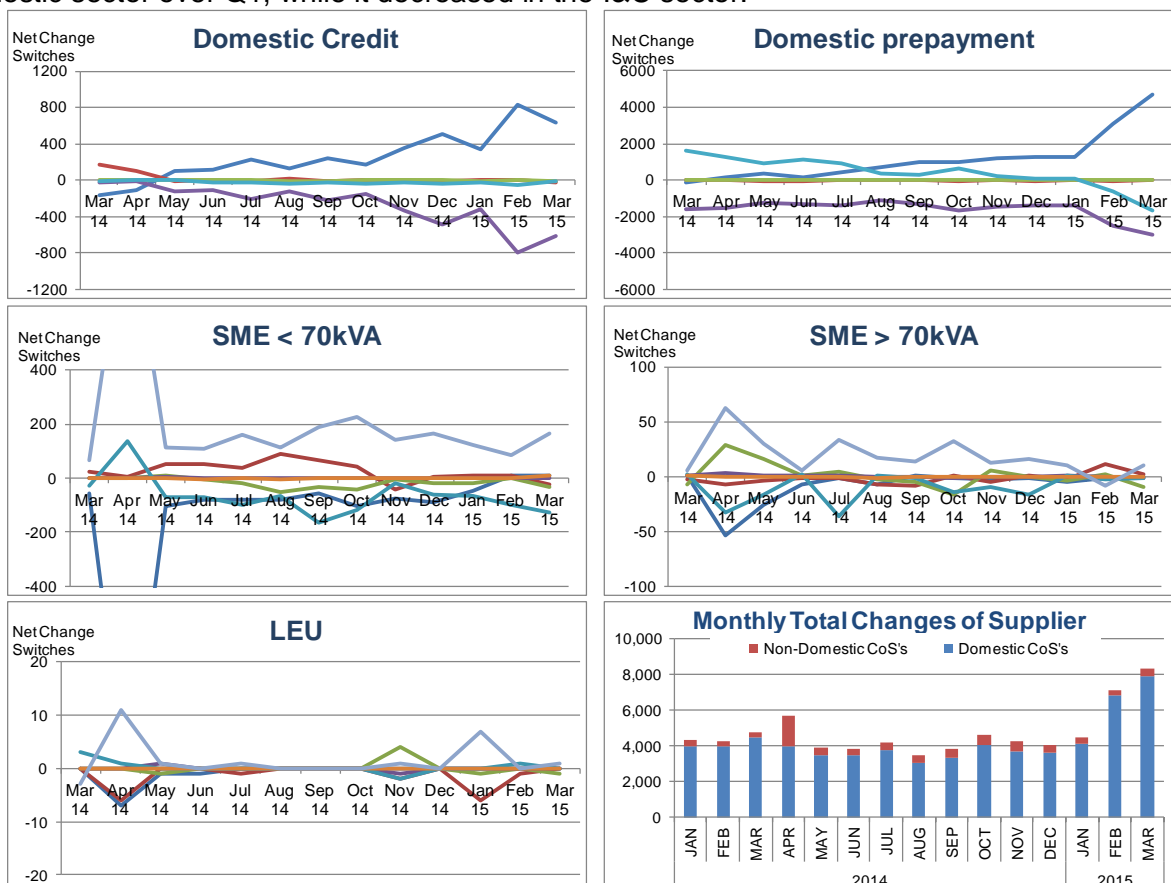 Domestic Credit
Net Change
Switches
1200
800
400
0
-400
-800
-1200
Mar Apr May Jun Jul Aug Sep Oct Nov Dec Jan Feb Mar
14 14 14 14 14 14 14 14 14 14 15 15 15
Domestic prepayment
Net Change
Switches
6000
4000
2000
0
-2000
-4000
-6000
Mar Apr May Jun Jul Aug Sep Oct Nov Dec Jan Feb Mar
14 14 14 14 14 14 14 14 14 14 15 15 15
SME < 70kVA
Net Change
Switches
400
200
0
-200
-400
Mar Apr May Jun Jul Aug Sep Oct Nov Dec Jan Feb Mar
14 14 14 14 14 14 14 14 14 14 15 15 15
SME > 70kVA
Net Change
Switches
100
50
0
-50
-100
Mar Apr May Jun Jul Aug Sep Oct Nov Dec Jan Feb Mar
14 14 14 14 14 14 14 14 14 14 15 15 15
LEU
Net Change
Switches
20
10
0
-10
-20
Mar Apr May Jun Jul Aug Sep Oct Nov Dec Jan Feb Mar
14 14 14 14 14 14 14 14 14 14 15 15 15
Monthly Total Changes of Supplier
Non-Domestic CoS's Domestic CoS's
10,000
8,000
6,000
4,000
2,000
0
JAN FEB MAR APR MAY JUN JUL AUG SEP OCT NOV DEC JAN FEB MAR
2014 2015